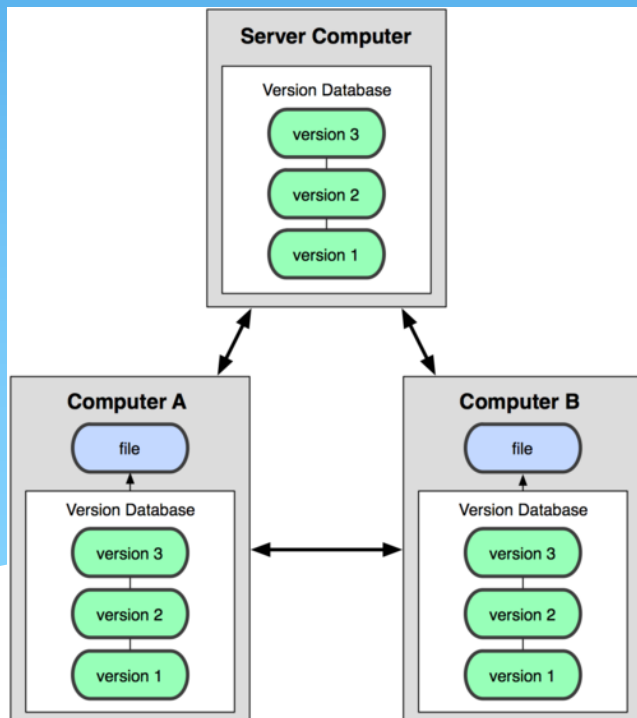 Server Computer
Version Database
version 3
version 2
version 1
Computer A
file
Version Database
version 3
version 2
version 1
Computer B
file
Version Database
version 3
version 2
version 1